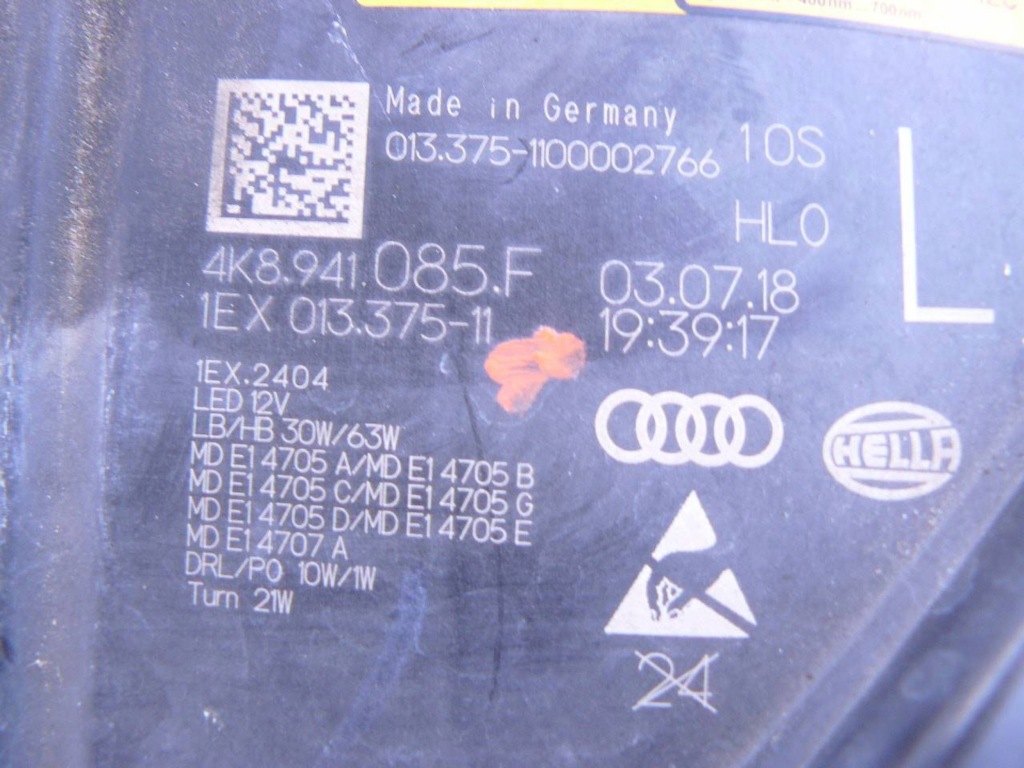 400nm - 700nm
Made in Germany
013.375-1100002766
10S
HL0
L
4K8.941.085.F
03.07.18
1EX 013.375-11
19:39:17
1EX.2404
LED 12V
LB/HB 30W/63W
MD E1 4705 A/MD E1 4705 B
MD E1 4705 C/MD E1 4705 G
MD E1 4705 D/MD E1 4705 E
MD E1 4707 A
DRL/PO 10W/1W
Turn 21W
HELLA
24